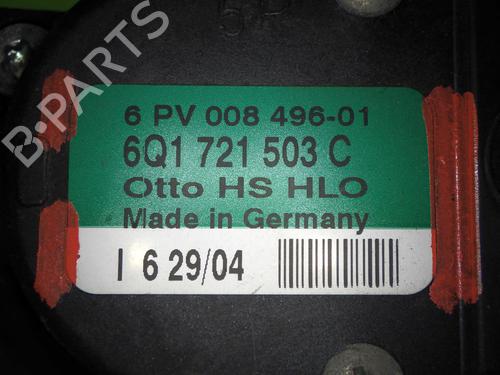 B-PARTS
6 PV 008 496-01
6Q1 721 503 C
Otto HS HLO
Made in Germany
I 6 29/04